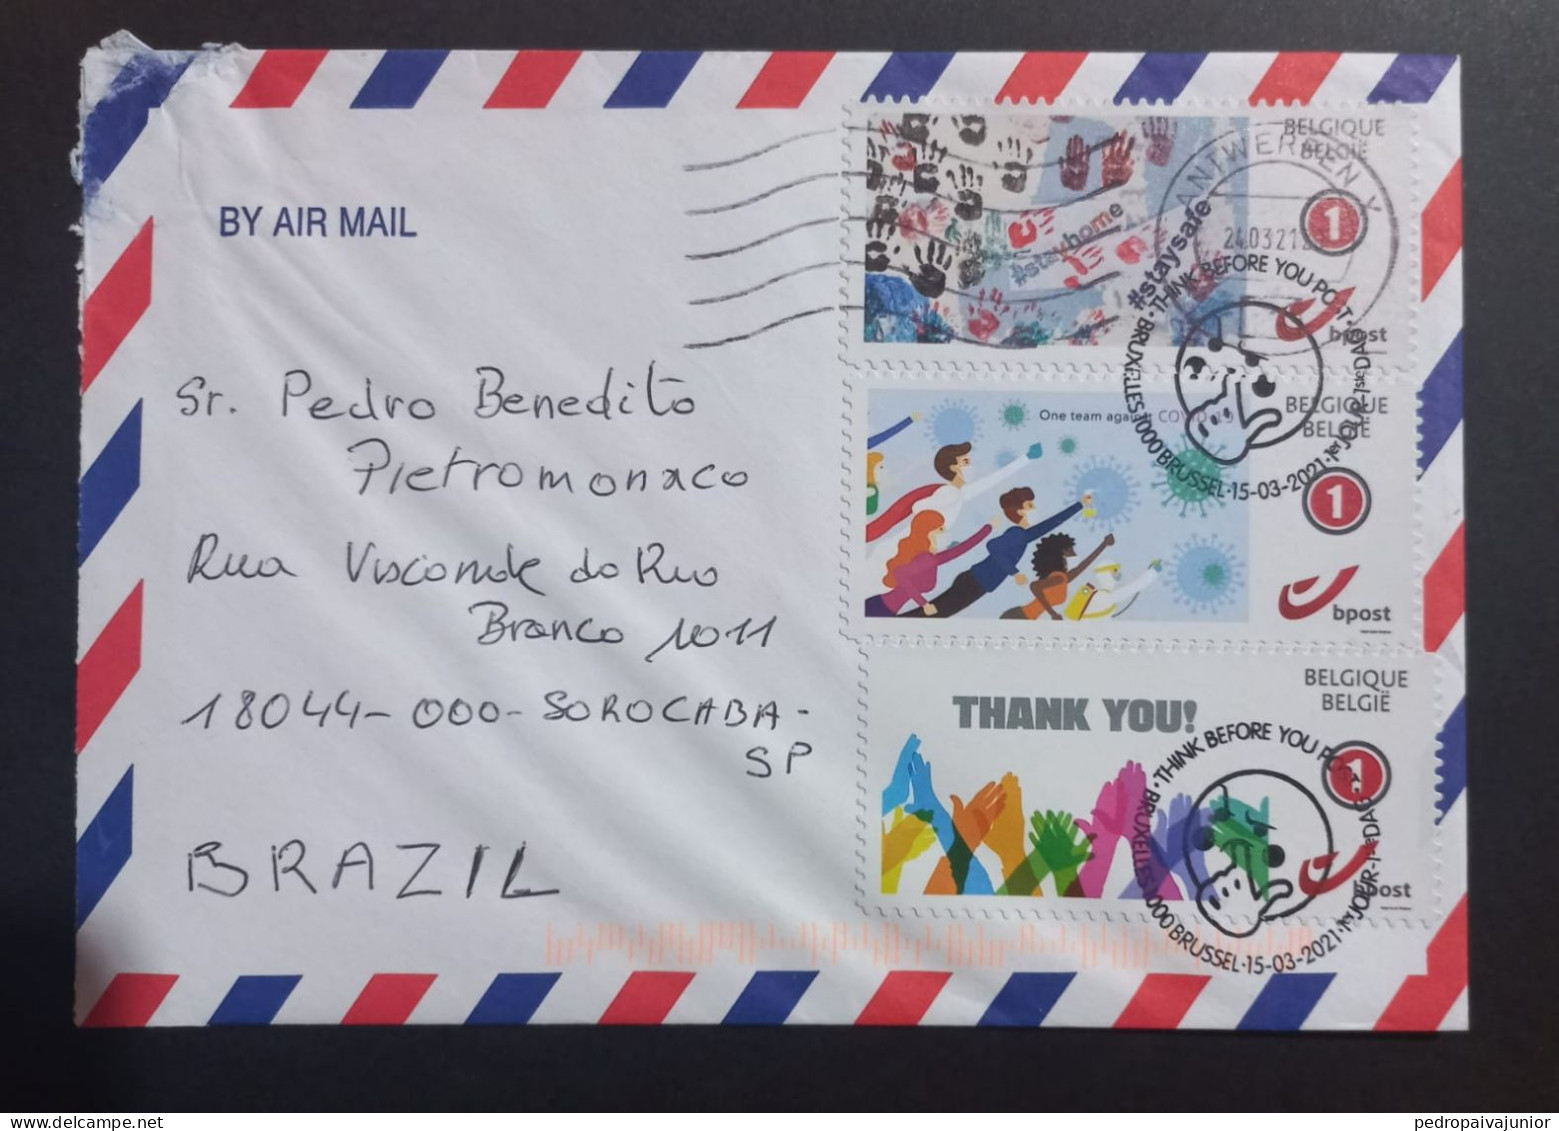 BY AIR MAIL
Sr. Pedro Benedito
Pietromonaco
Rua Visconde do Rio
Branco 1011
18044-000-SOROCABA-
SP
BRAZIL
#stayhome
#staysafe
BELGIQUE
BELGIË
1
bpost
ANTWERPEN X
24.03.21
THINK BEFORE YOU POST · BRUXELLES 1000 BRUSSEL · 15-03-2021 · 1er JOUR - 1ste DAG ·
One team against COVID-19
BELGIQUE
BELGIË
1
bpost
THANK YOU!
BELGIQUE
BELGIË
1
bpost
THINK BEFORE YOU POST · BRUXELLES 1000 BRUSSEL · 15-03-2021 · 1er JOUR - 1ste DAG ·
pedropaivajunior